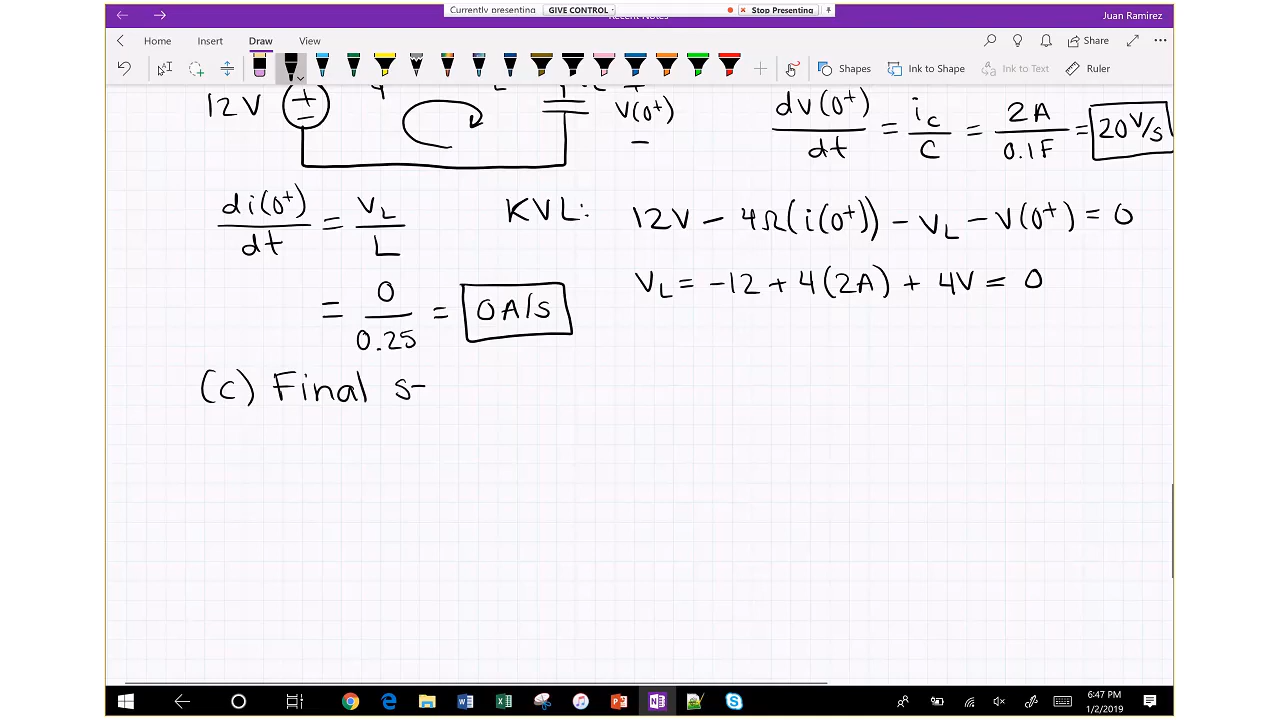 Currently presenting GIVE CONTROL Stop Presenting
Recent Notes
Juan Ramirez
Home Insert Draw View Share
Shapes Ink to Shape Ink to Text Ruler
12V + − V(0⁺) −
dv(0⁺)/dt = i_c/C = 2A/0.1F = 20 V/s
di(0⁺)/dt = V_L/L
KVL: 12V − 4Ω(i(0⁺)) − V_L − V(0⁺) = 0
V_L = −12 + 4(2A) + 4V = 0
= 0/0.25 = 0A/s
(c) Final s-
6:47 PM
1/2/2019